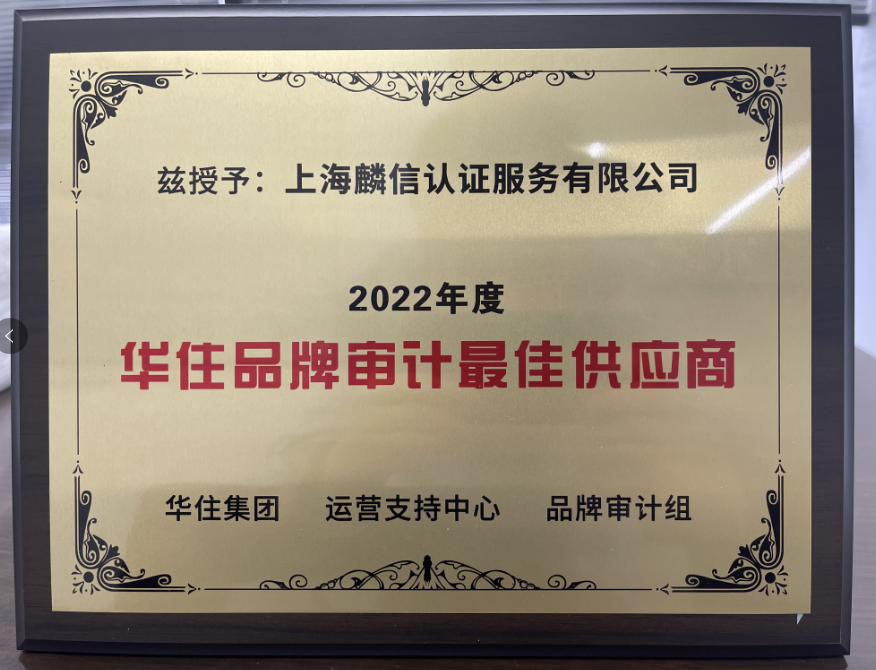 兹授予：上海麟信认证服务有限公司
2022年度
华住品牌审计最佳供应商
华住集团 运营支持中心 品牌审计组